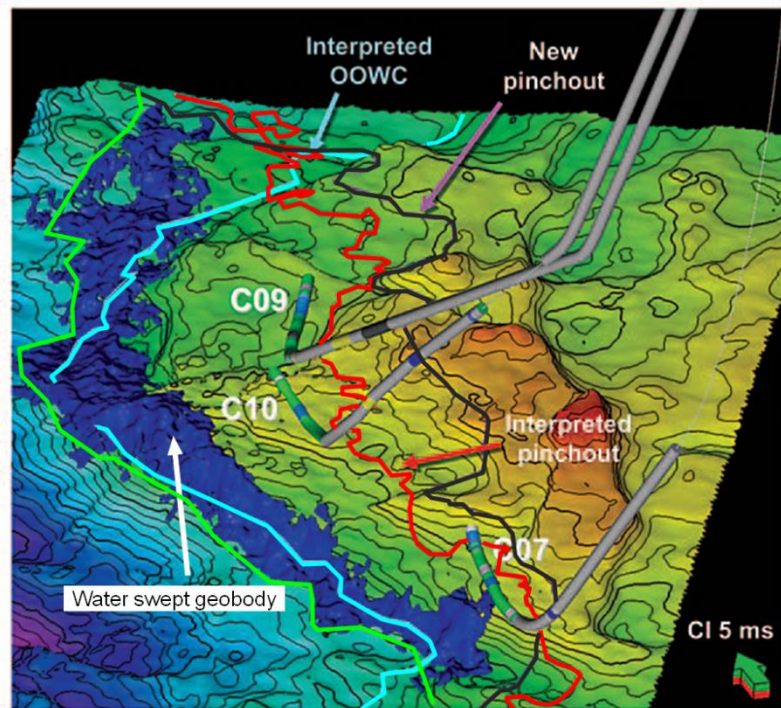 Interpreted
OOWC
New
pinchout
C09
C10
Interpreted
pinchout
C07
Water swept geobody
CI 5 ms